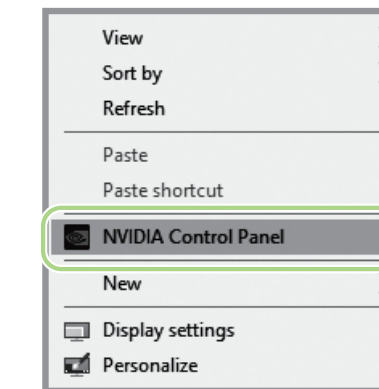 View
Sort by
Refresh
Paste
Paste shortcut
NVIDIA Control Panel
New
Display settings
Personalize